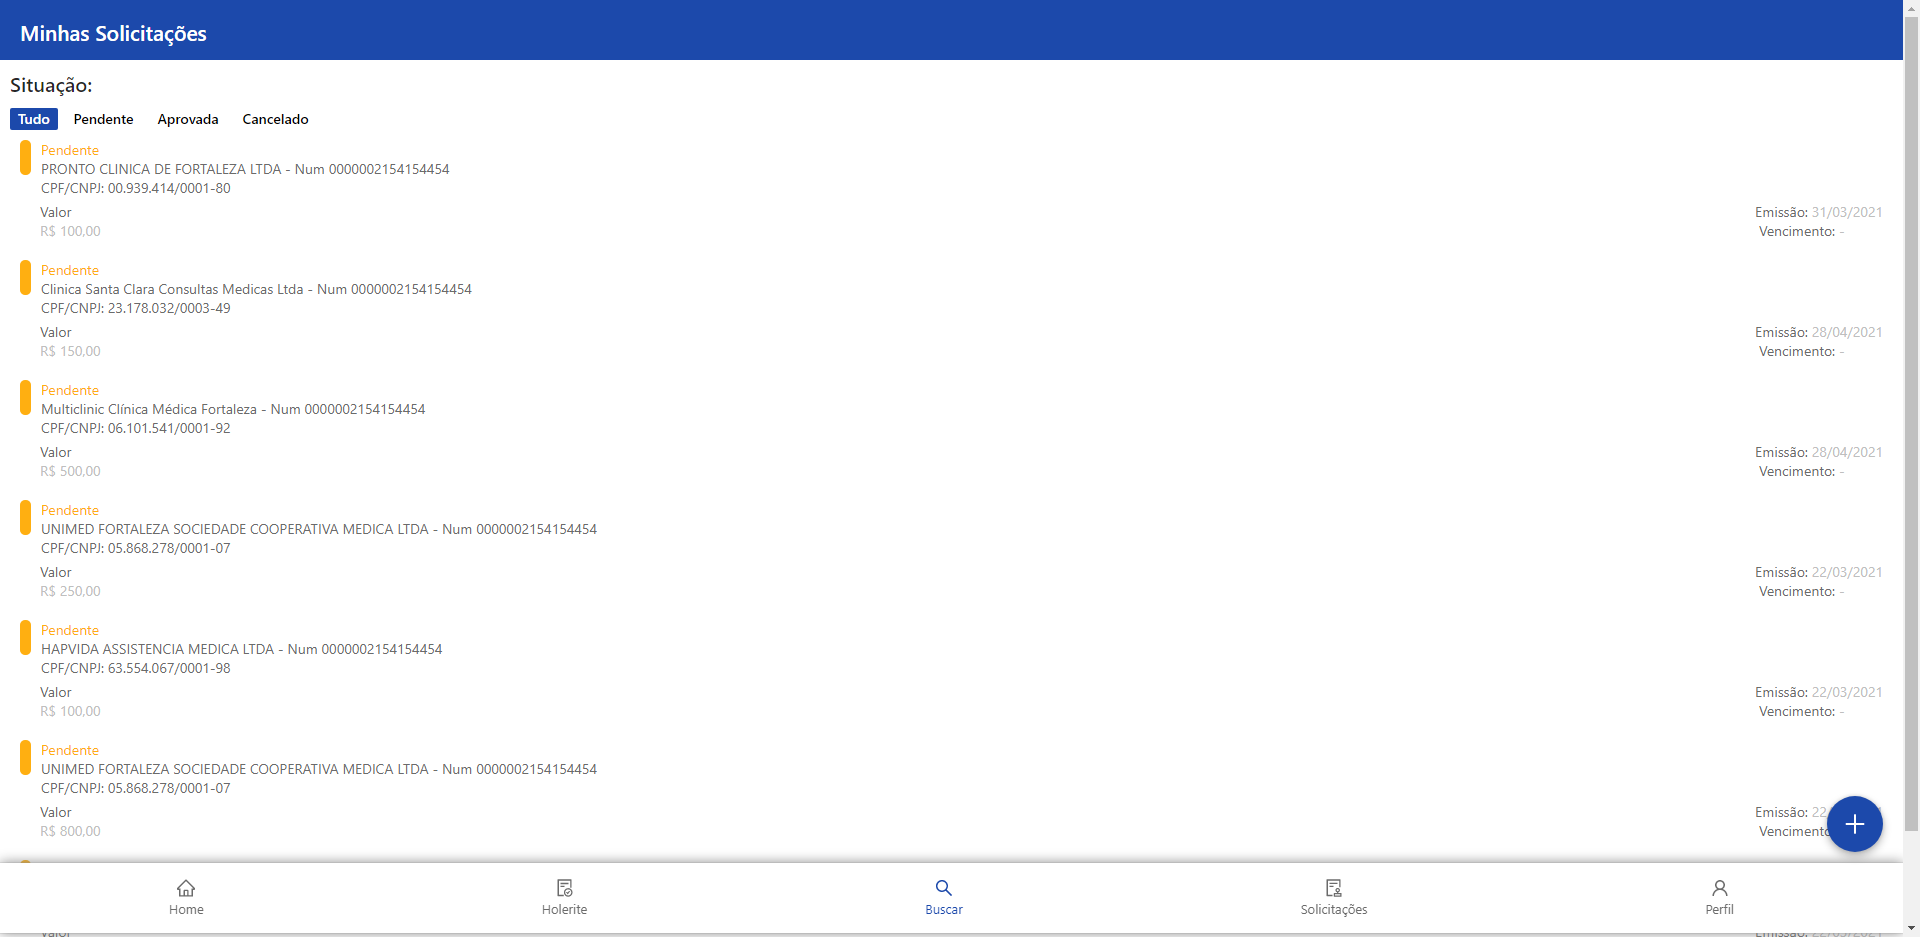 Minhas Solicitações
Situação:
Tudo Pendente Aprovada Cancelado
Pendente
PRONTO CLINICA DE FORTALEZA LTDA - Num 0000002154154454
CPF/CNPJ: 00.939.414/0001-80
Valor Emissão: 31/03/2021
R$ 100,00 Vencimento: -
Pendente
Clinica Santa Clara Consultas Medicas Ltda - Num 0000002154154454
CPF/CNPJ: 23.178.032/0003-49
Valor Emissão: 28/04/2021
R$ 150,00 Vencimento: -
Pendente
Multiclinic Clínica Médica Fortaleza - Num 0000002154154454
CPF/CNPJ: 06.101.541/0001-92
Valor Emissão: 28/04/2021
R$ 500,00 Vencimento: -
Pendente
UNIMED FORTALEZA SOCIEDADE COOPERATIVA MEDICA LTDA - Num 0000002154154454
CPF/CNPJ: 05.868.278/0001-07
Valor Emissão: 22/03/2021
R$ 250,00 Vencimento: -
Pendente
HAPVIDA ASSISTENCIA MEDICA LTDA - Num 0000002154154454
CPF/CNPJ: 63.554.067/0001-98
Valor Emissão: 22/03/2021
R$ 100,00 Vencimento: -
Pendente
UNIMED FORTALEZA SOCIEDADE COOPERATIVA MEDICA LTDA - Num 0000002154154454
CPF/CNPJ: 05.868.278/0001-07
Valor Emissão: 22
R$ 800,00 Vencimento
Home Holerite Buscar Solicitações Perfil